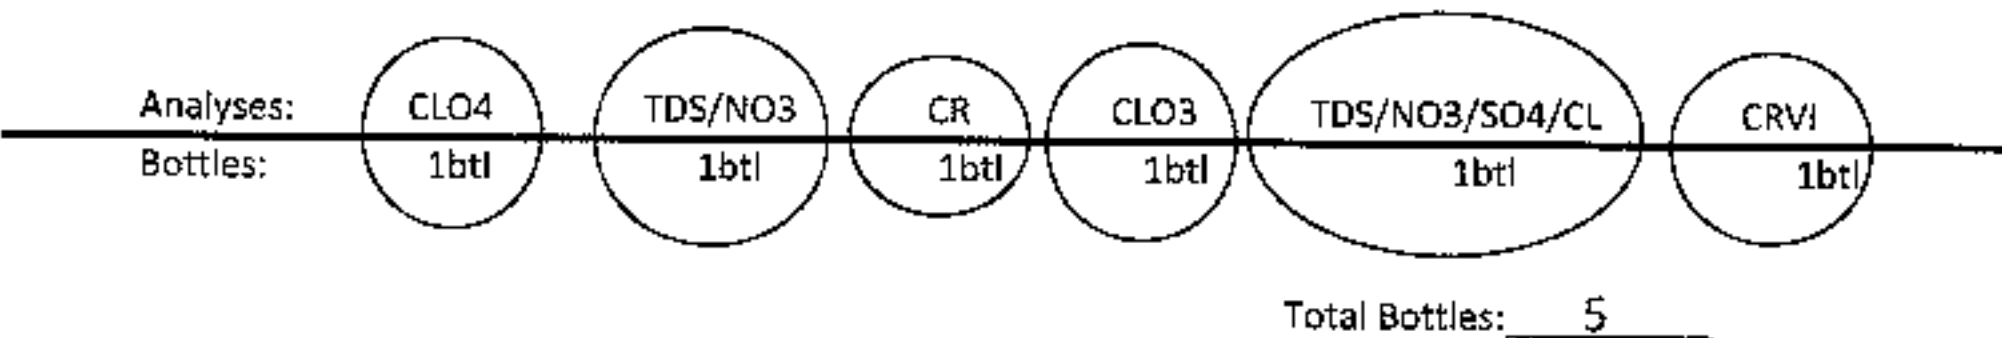 Analyses: CLO4 TDS/NO3 CR CLO3 TDS/NO3/SO4/CL CRVI
Bottles: 1btl 1btl 1btl 1btl 1btl 1btl
Total Bottles: 5